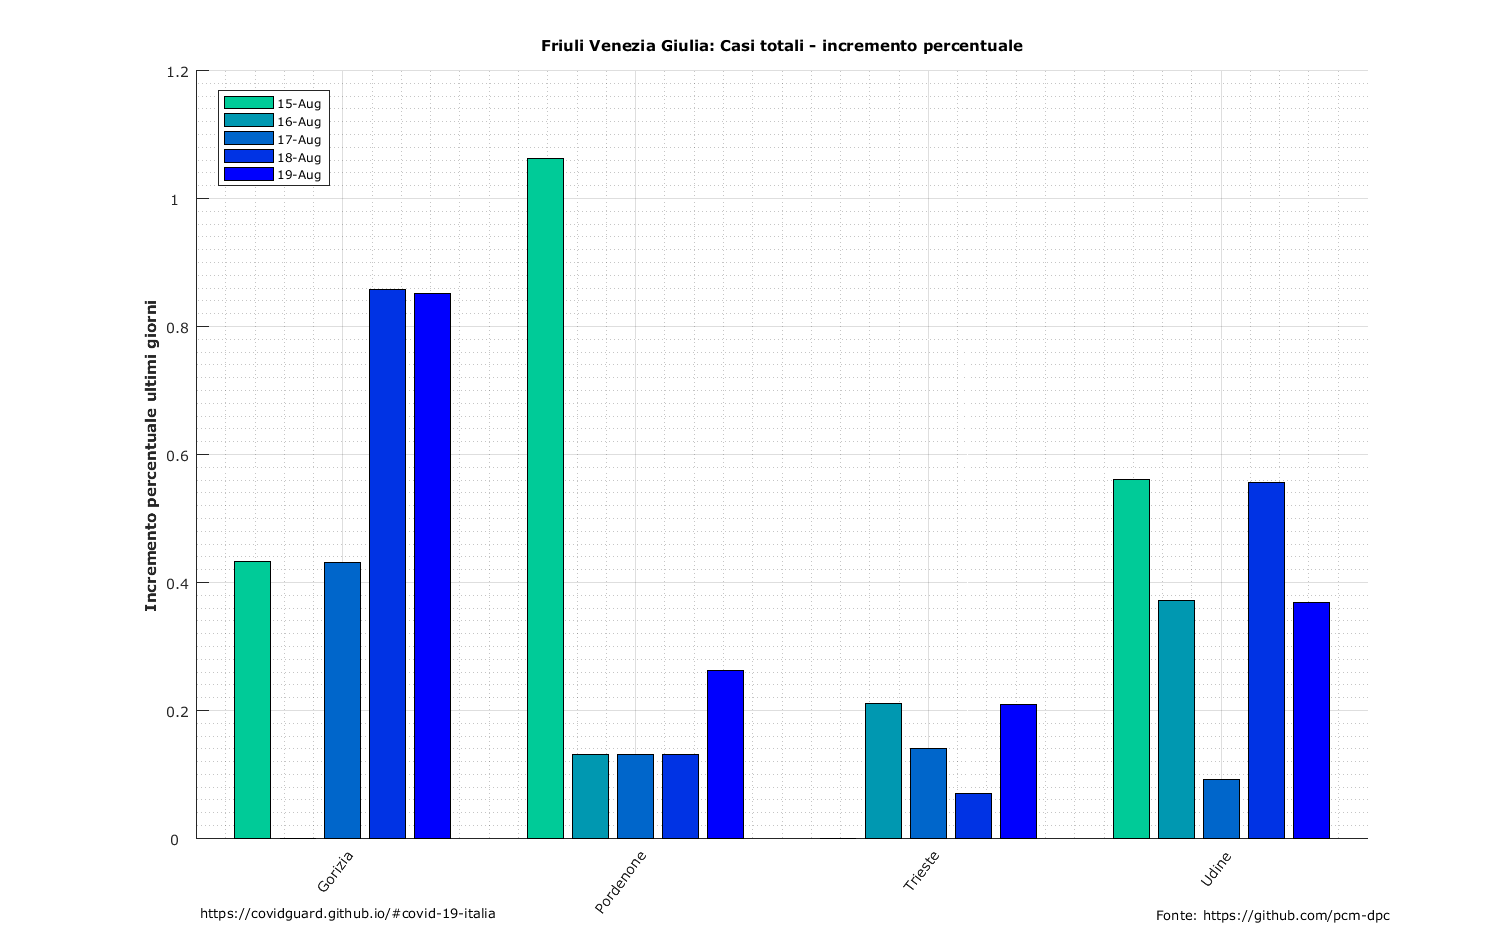 Friuli Venezia Giulia: Casi totali - incremento percentuale
1.2
1
0.8
0.6
0.4
0.2
0
Incremento percentuale ultimi giorni
15-Aug
16-Aug
17-Aug
18-Aug
19-Aug
Gorizia
Pordenone
Trieste
Udine
https://covidguard.github.io/#covid-19-italia
Fonte: https://github.com/pcm-dpc